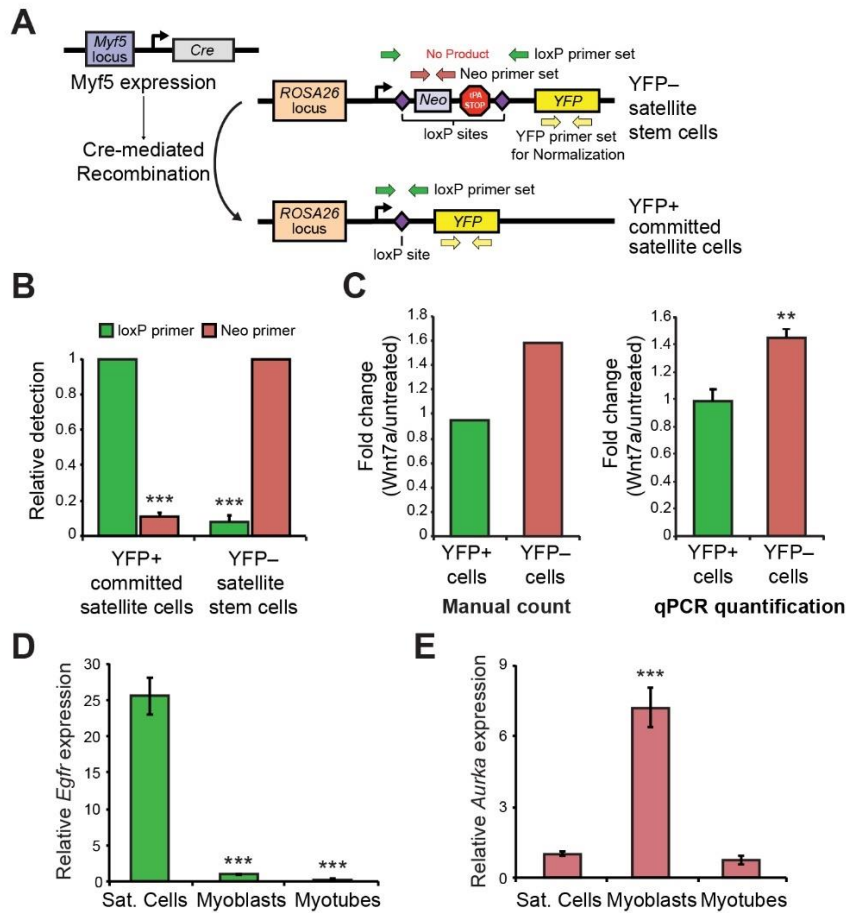 A
Myf5
locus
Cre
Myf5 expression
Cre-mediated
Recombination
No Product
loxP primer set
Neo primer set
ROSA26
locus
Neo
tPA
STOP
YFP
loxP sites
YFP primer set
for Normalization
YFP–
satellite
stem cells
loxP primer set
ROSA26
locus
YFP
loxP site
YFP+
committed
satellite cells
B
loxP primer
Neo primer
Relative detection
1
0.8
0.6
0.4
0.2
0
***
***
YFP+
committed
satellite cells
YFP–
satellite
stem cells
C
Fold change
(Wnt7a/untreated)
1.8
1.6
1.4
1.2
1
0.8
0.6
0.4
0.2
0
YFP+
cells
YFP–
cells
Manual count
Fold change
(Wnt7a/untreated)
1.6
1.4
1.2
1
0.8
0.6
0.4
0.2
0
**
YFP+
cells
YFP–
cells
qPCR quantification
D
Relative Egfr expression
30
25
20
15
10
5
0
***
***
Sat. Cells Myoblasts Myotubes
E
Relative Aurka expression
9
7
5
3
0
***
Sat. Cells Myoblasts Myotubes